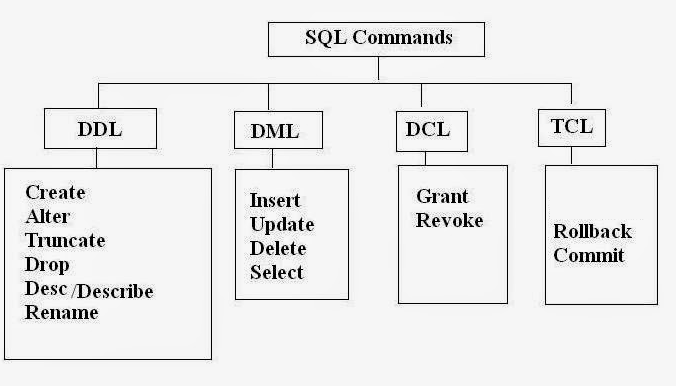 SQL Commands
DDL
DML
DCL
TCL
Create
Alter
Truncate
Drop
Desc /Describe
Rename
Insert
Update
Delete
Select
Grant
Revoke
Rollback
Commit